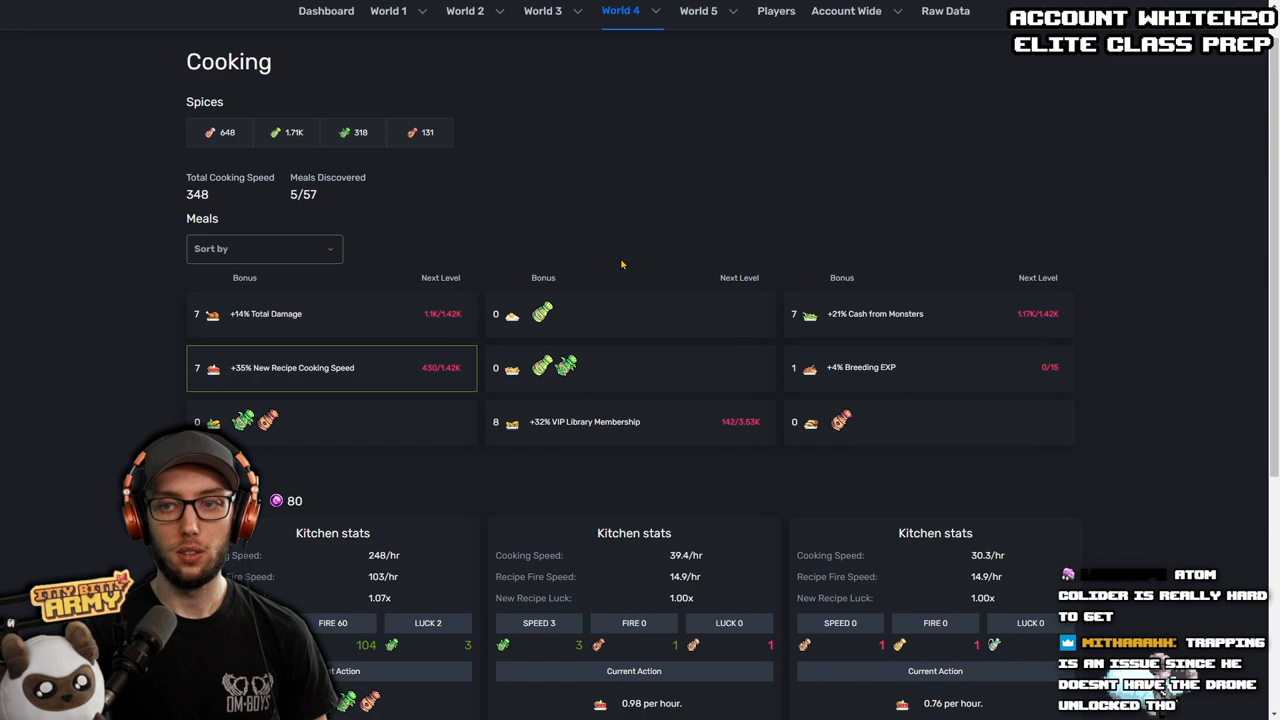 Dashboard World 1 World 2 World 3 World 4 World 5 Players Account Wide Raw Data
ACCOUNT WHITEH2O
ELITE CLASS PREP
Cooking
Spices
648 1.71K 318 131
Total Cooking Speed Meals Discovered
348 5/57
Meals
Sort by
Bonus Next Level Bonus Next Level Bonus Next Level
7 +14% Total Damage 1.1K/1.42K 0 7 +21% Cash from Monsters 1.17K/1.42K
7 +35% New Recipe Cooking Speed 430/1.42K 0 1 +4% Breeding EXP 0/15
0 8 +32% VIP Library Membership 142/3.53K 0
80
Kitchen stats Kitchen stats Kitchen stats
g Speed: 248/hr Cooking Speed: 39.4/hr Cooking Speed: 30.3/hr
Fire Speed: 103/hr Recipe Fire Speed: 14.9/hr Recipe Fire Speed: 14.9/hr
1.07x New Recipe Luck: 1.00x New Recipe Luck: 1.00x
FIRE 60 LUCK 2 SPEED 3 FIRE 0 LUCK 0 SPEED 0 FIRE 0 LUCK 0
104 3 3 1 1 1 1
Action Current Action Current Action
0.98 per hour. 0.76 per hour.
ITTY BITTY
ARMY
OM-BOYS
ATOM
COLIDER IS REALLY HARD
TO GET
MITHRARHH: TRAPPING
IS AN ISSUE SINCE HE
DOESNT HAVE THE DRONE
UNLOCKED THO